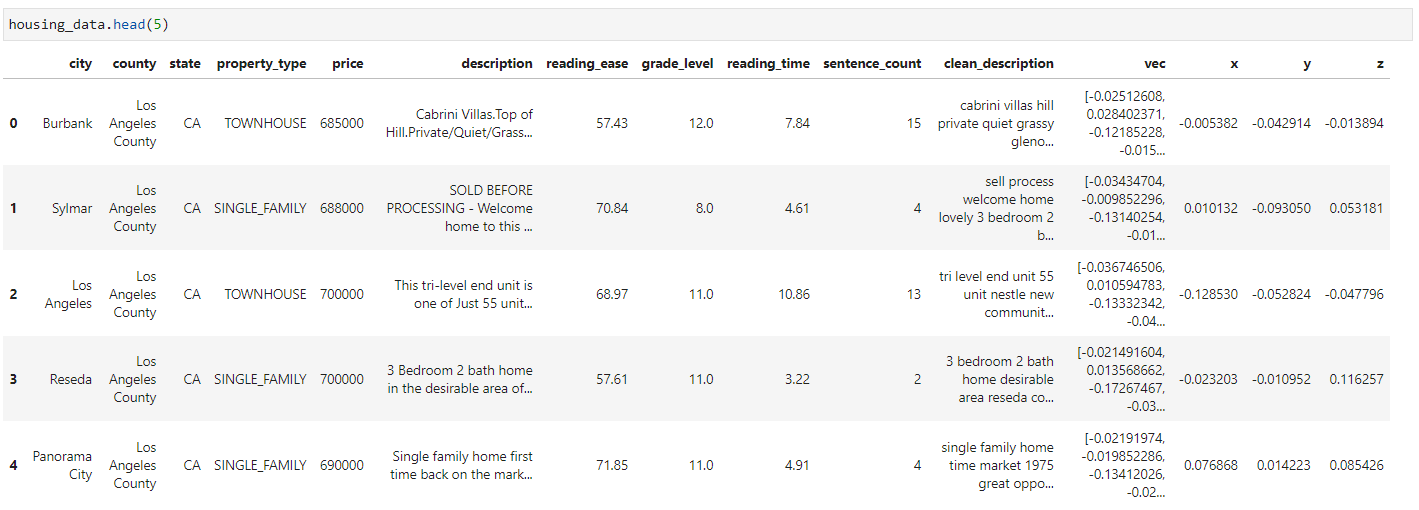 housing_data.head(5)
city county state property_type price description reading_ease grade_level reading_time sentence_count clean_description vec x y z
0 Burbank Los Angeles County CA TOWNHOUSE 685000 Cabrini Villas.Top of Hill.Private/Quiet/Grass... 57.43 12.0 7.84 15 cabrini villas hill private quiet grassy gleno... [-0.02512608, 0.028402371, -0.12185228, -0.015... -0.005382 -0.042914 -0.013894
1 Sylmar Los Angeles County CA SINGLE_FAMILY 688000 SOLD BEFORE PROCESSING - Welcome home to this ... 70.84 8.0 4.61 4 sell process welcome home lovely 3 bedroom 2 b... [-0.03434704, -0.009852296, -0.13140254, -0.01... 0.010132 -0.093050 0.053181
2 Los Angeles Los Angeles County CA TOWNHOUSE 700000 This tri-level end unit is one of Just 55 unit... 68.97 11.0 10.86 13 tri level end unit 55 unit nestle new communit... [-0.036746506, 0.010594783, -0.13332342, -0.04... -0.128530 -0.052824 -0.047796
3 Reseda Los Angeles County CA SINGLE_FAMILY 700000 3 Bedroom 2 bath home in the desirable area of... 57.61 11.0 3.22 2 3 bedroom 2 bath home desirable area reseda co... [-0.021491604, 0.013568662, -0.17267467, -0.03... -0.023203 -0.010952 0.116257
4 Panorama City Los Angeles County CA SINGLE_FAMILY 690000 Single family home first time back on the mark... 71.85 11.0 4.91 4 single family home time market 1975 great oppo... [-0.02191974, -0.019852286, -0.13412026, -0.02... 0.076868 0.014223 0.085426